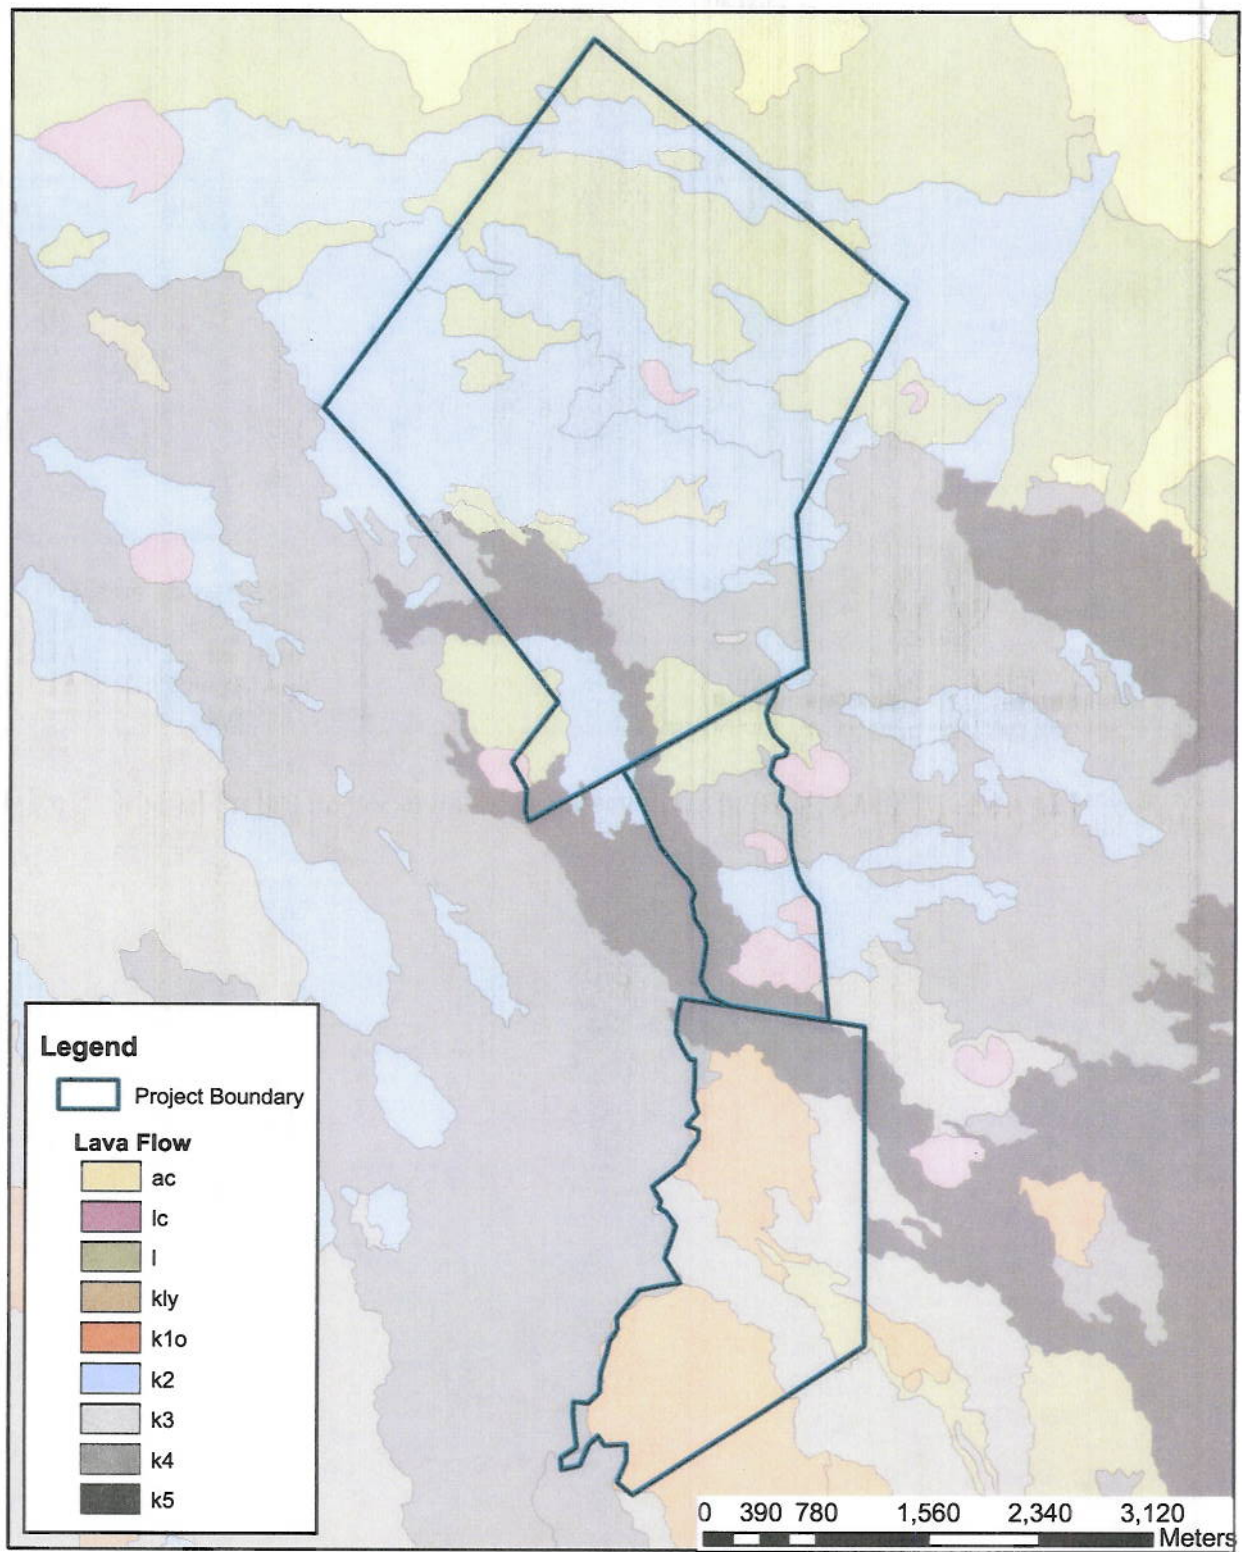 Legend
Project Boundary
Lava Flow
ac
lc
l
kly
k1o
k2
k3
k4
k5
0 390 780 1,560 2,340 3,120
Meters